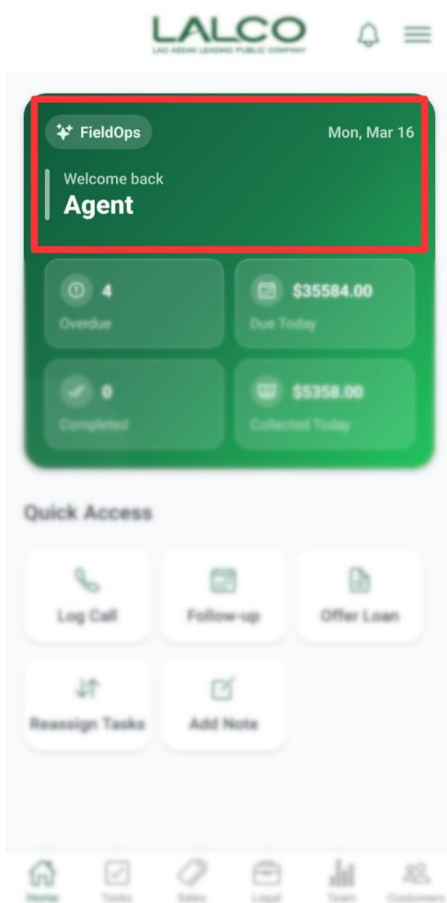 LALCO
LAO ASEAN LEASING PUBLIC COMPANY
FieldOps
Mon, Mar 16
Welcome back
Agent
4
$35584.00
Overdue
Due Today
0
$5358.00
Completed
Collected Today
Quick Access
Log Call
Follow-up
Offer Loan
Reassign Tasks
Add Note
Home
Tasks
Sales
Legal
Team
Customers